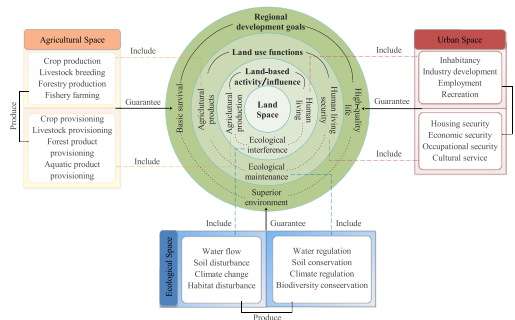 Regional
development goals
Agricultural Space
Urban Space
Include
Include
Land use functions
Crop production
Livestock breeding
Forestry production
Fishery farming
Inhabitancy
Industry development
Employment
Recreation
Land-based
activity/influence
Produce
Guarantee
Basic survival
Agriclutural
products
Agriclutural
production
Land
Space
Human
living
Human living
security
High-quality
life
Guarantee
Crop provisioning
Livestock provisioning
Forest product
provisioning
Aquatic product
provisioning
Housing security
Economic security
Occupational security
Cultural service
Ecological
interference
Include
Include
Ecological
maintenance
Superior
environment
Include
Guarantee
Include
Ecological Space
Water flow
Soil disturbance
Climate change
Habitat disturbance
Water regulation
Soil conservation
Climate regulation
Biodiversity conseervation
Produce